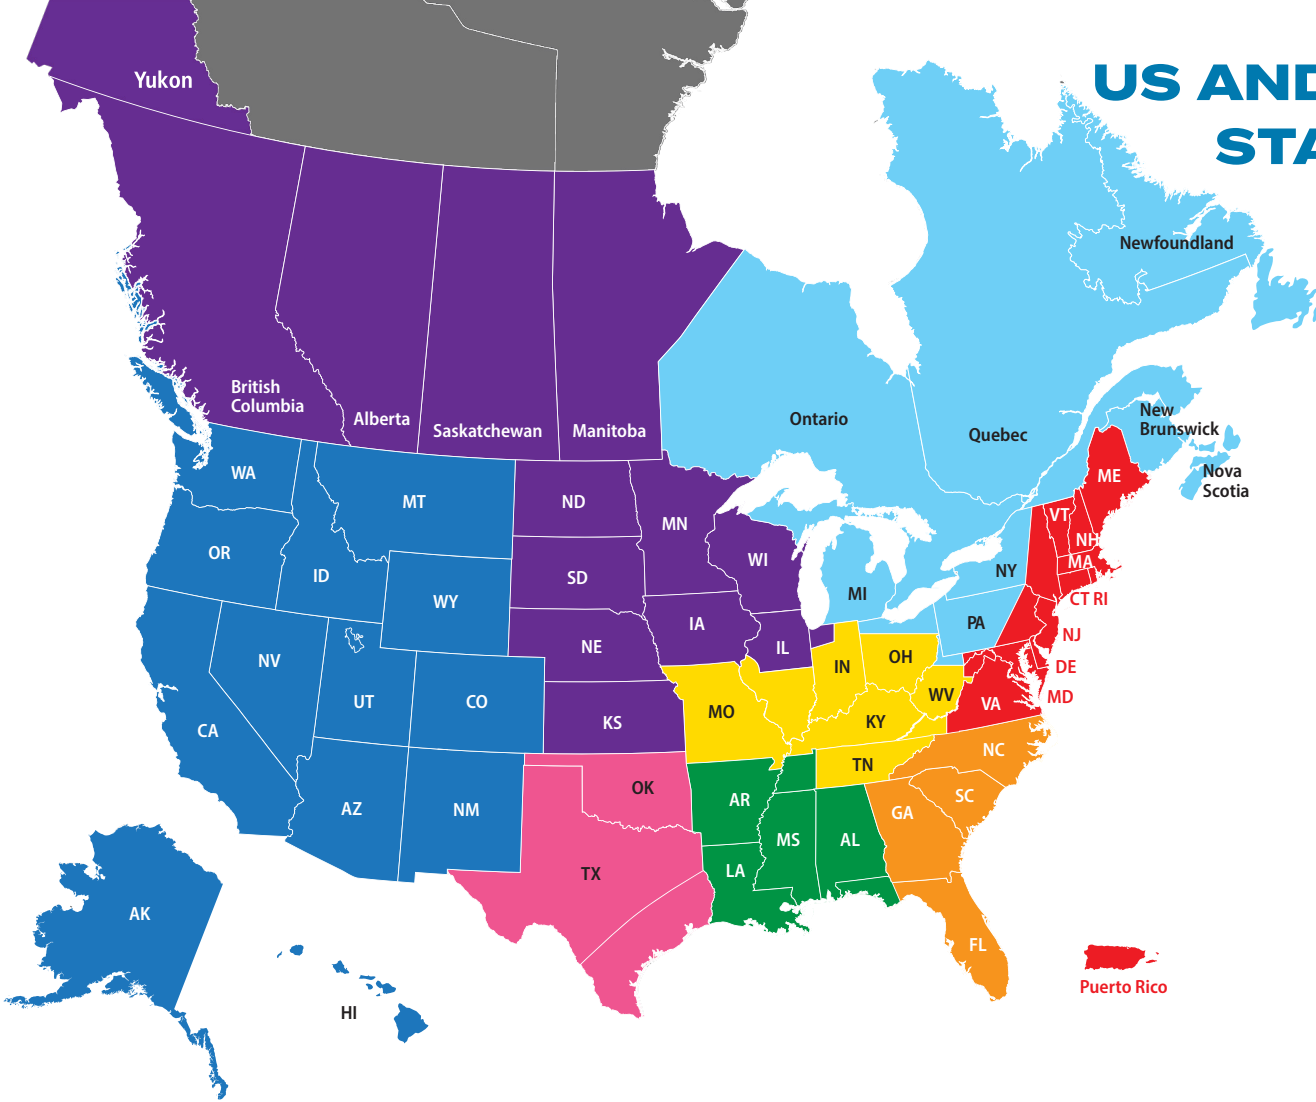 US AND
STA
Yukon
Newfoundland
British
Columbia
Alberta
Saskatchewan
Manitoba
Ontario
Quebec
New
Brunswick
Nova
Scotia
WA
MT
ND
MN
ME
VT
NH
MA
CT RI
OR
ID
WY
SD
WI
MI
NY
IA
NE
IL
PA
NJ
NV
UT
CO
KS
MO
IN
OH
WV
VA
DE
MD
CA
KY
TN
NC
AZ
NM
OK
AR
MS
AL
GA
SC
TX
LA
AK
FL
HI
Puerto Rico